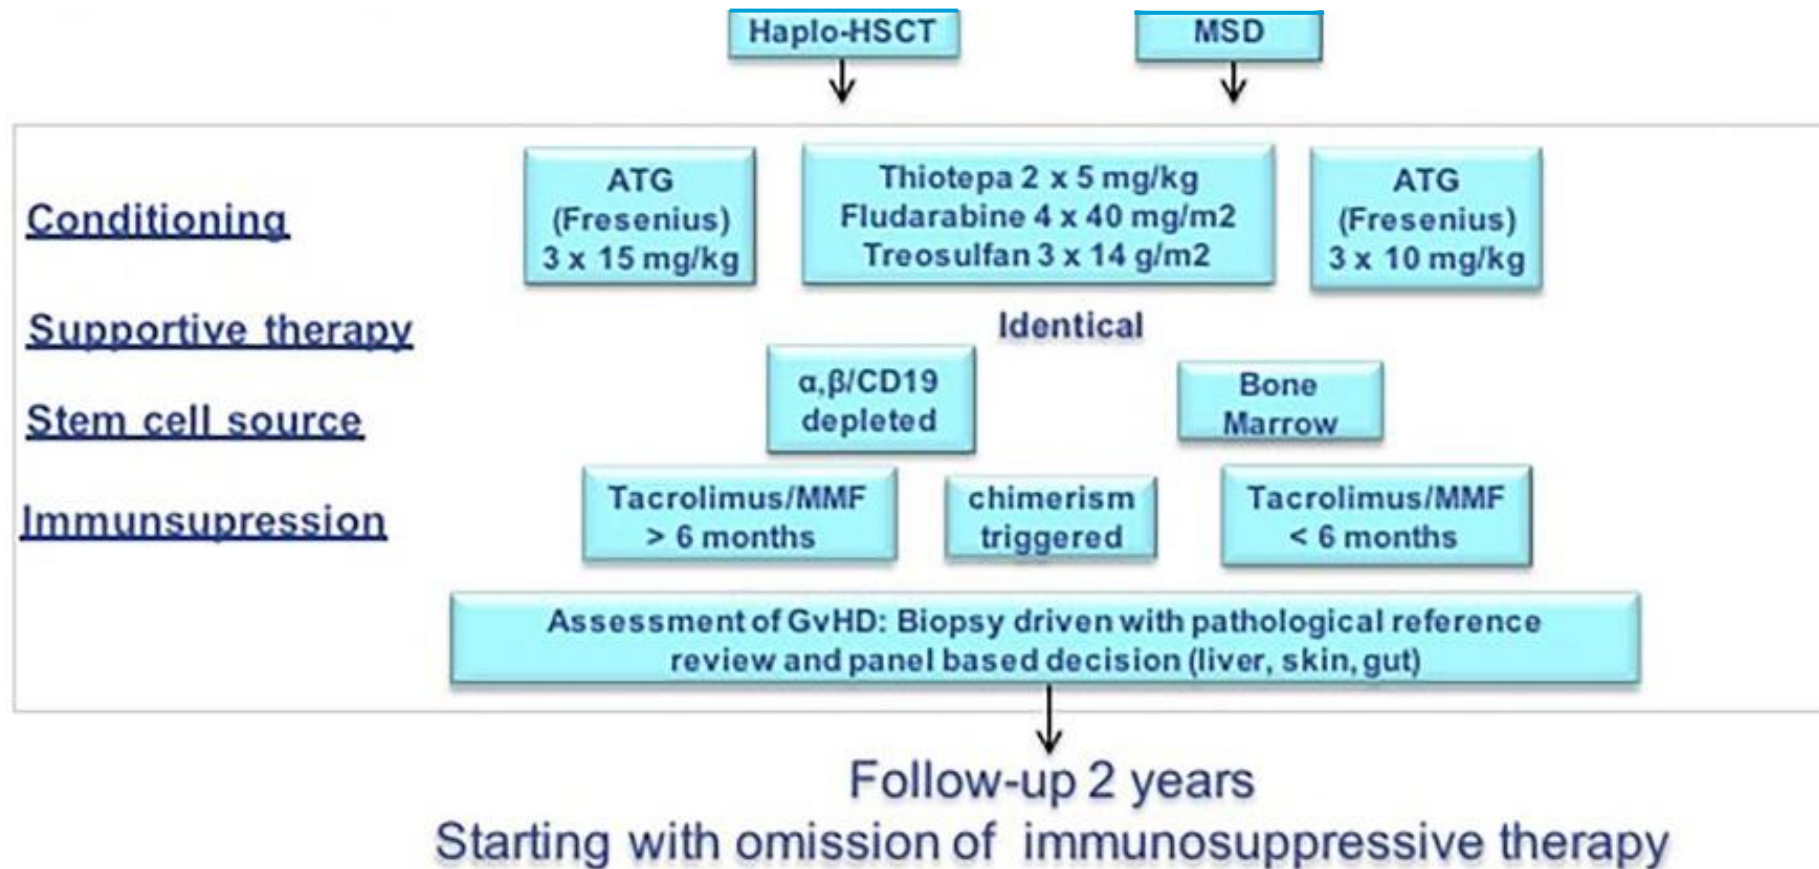 Haplo-HSCT
MSD
Conditioning
ATG
(Fresenius)
3 x 15 mg/kg
Thiotepa 2 x 5 mg/kg
Fludarabine 4 x 40 mg/m2
Treosulfan 3 x 14 g/m2
ATG
(Fresenius)
3 x 10 mg/kg
Supportive therapy
Identical
Stem cell source
α,β/CD19
depleted
Bone
Marrow
Immunsupression
Tacrolimus/MMF
> 6 months
chimerism
triggered
Tacrolimus/MMF
< 6 months
Assessment of GvHD: Biopsy driven with pathological reference
review and panel based decision (liver, skin, gut)
Follow-up 2 years
Starting with omission of immunosuppressive therapy